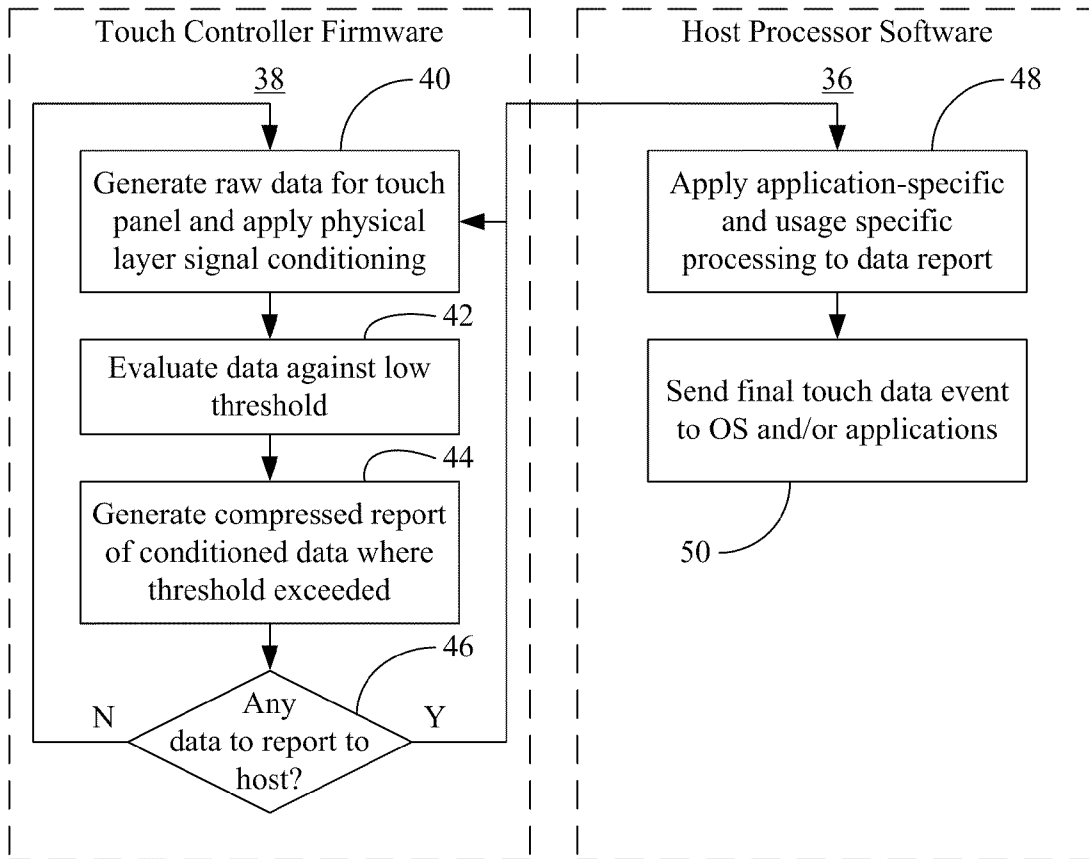 Touch Controller Firmware
38
40
Generate raw data for touch
panel and apply physical
layer signal conditioning
42
Evaluate data against low
threshold
44
Generate compressed report
of conditioned data where
threshold exceeded
46
Any
data to report to
host?
N
Y
Host Processor Software
36
48
Apply application-specific
and usage specific
processing to data report
Send final touch data event
to OS and/or applications
50